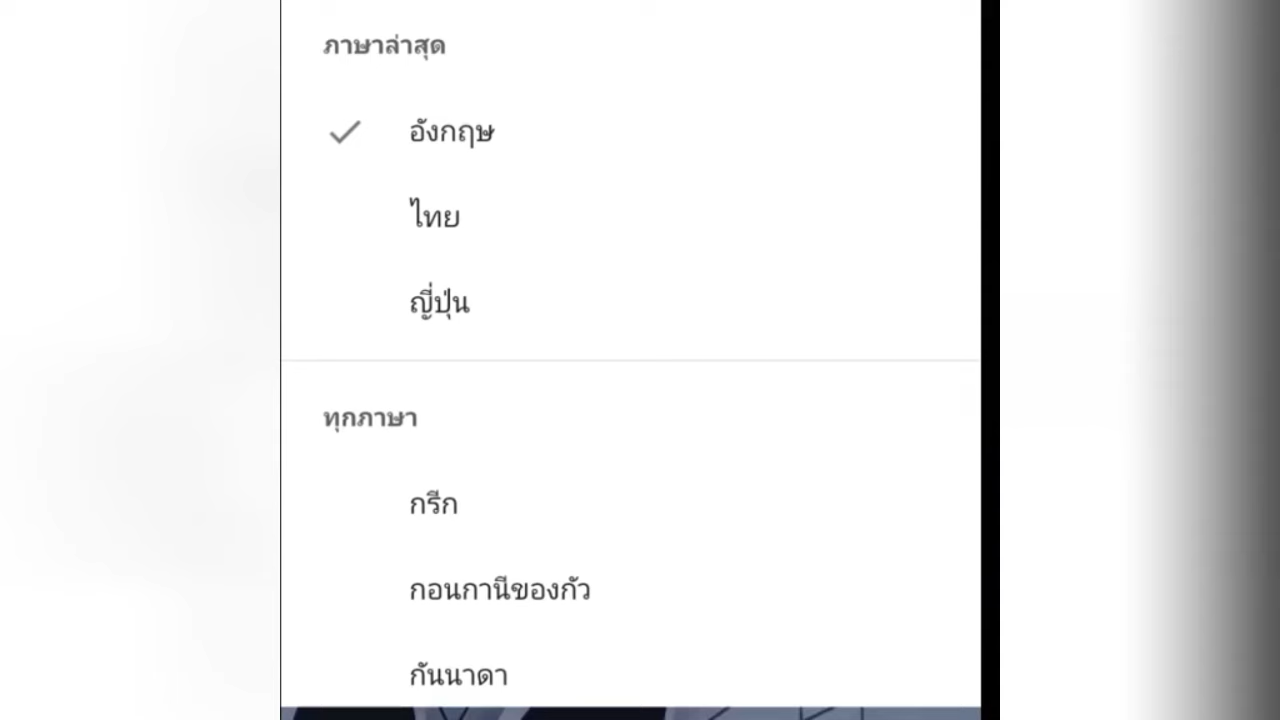 ภาษาล่าสุด
อังกฤษ
ไทย
ญี่ปุ่น
ทุกภาษา
กรีก
กอนกานีของกัว
กันนาดา